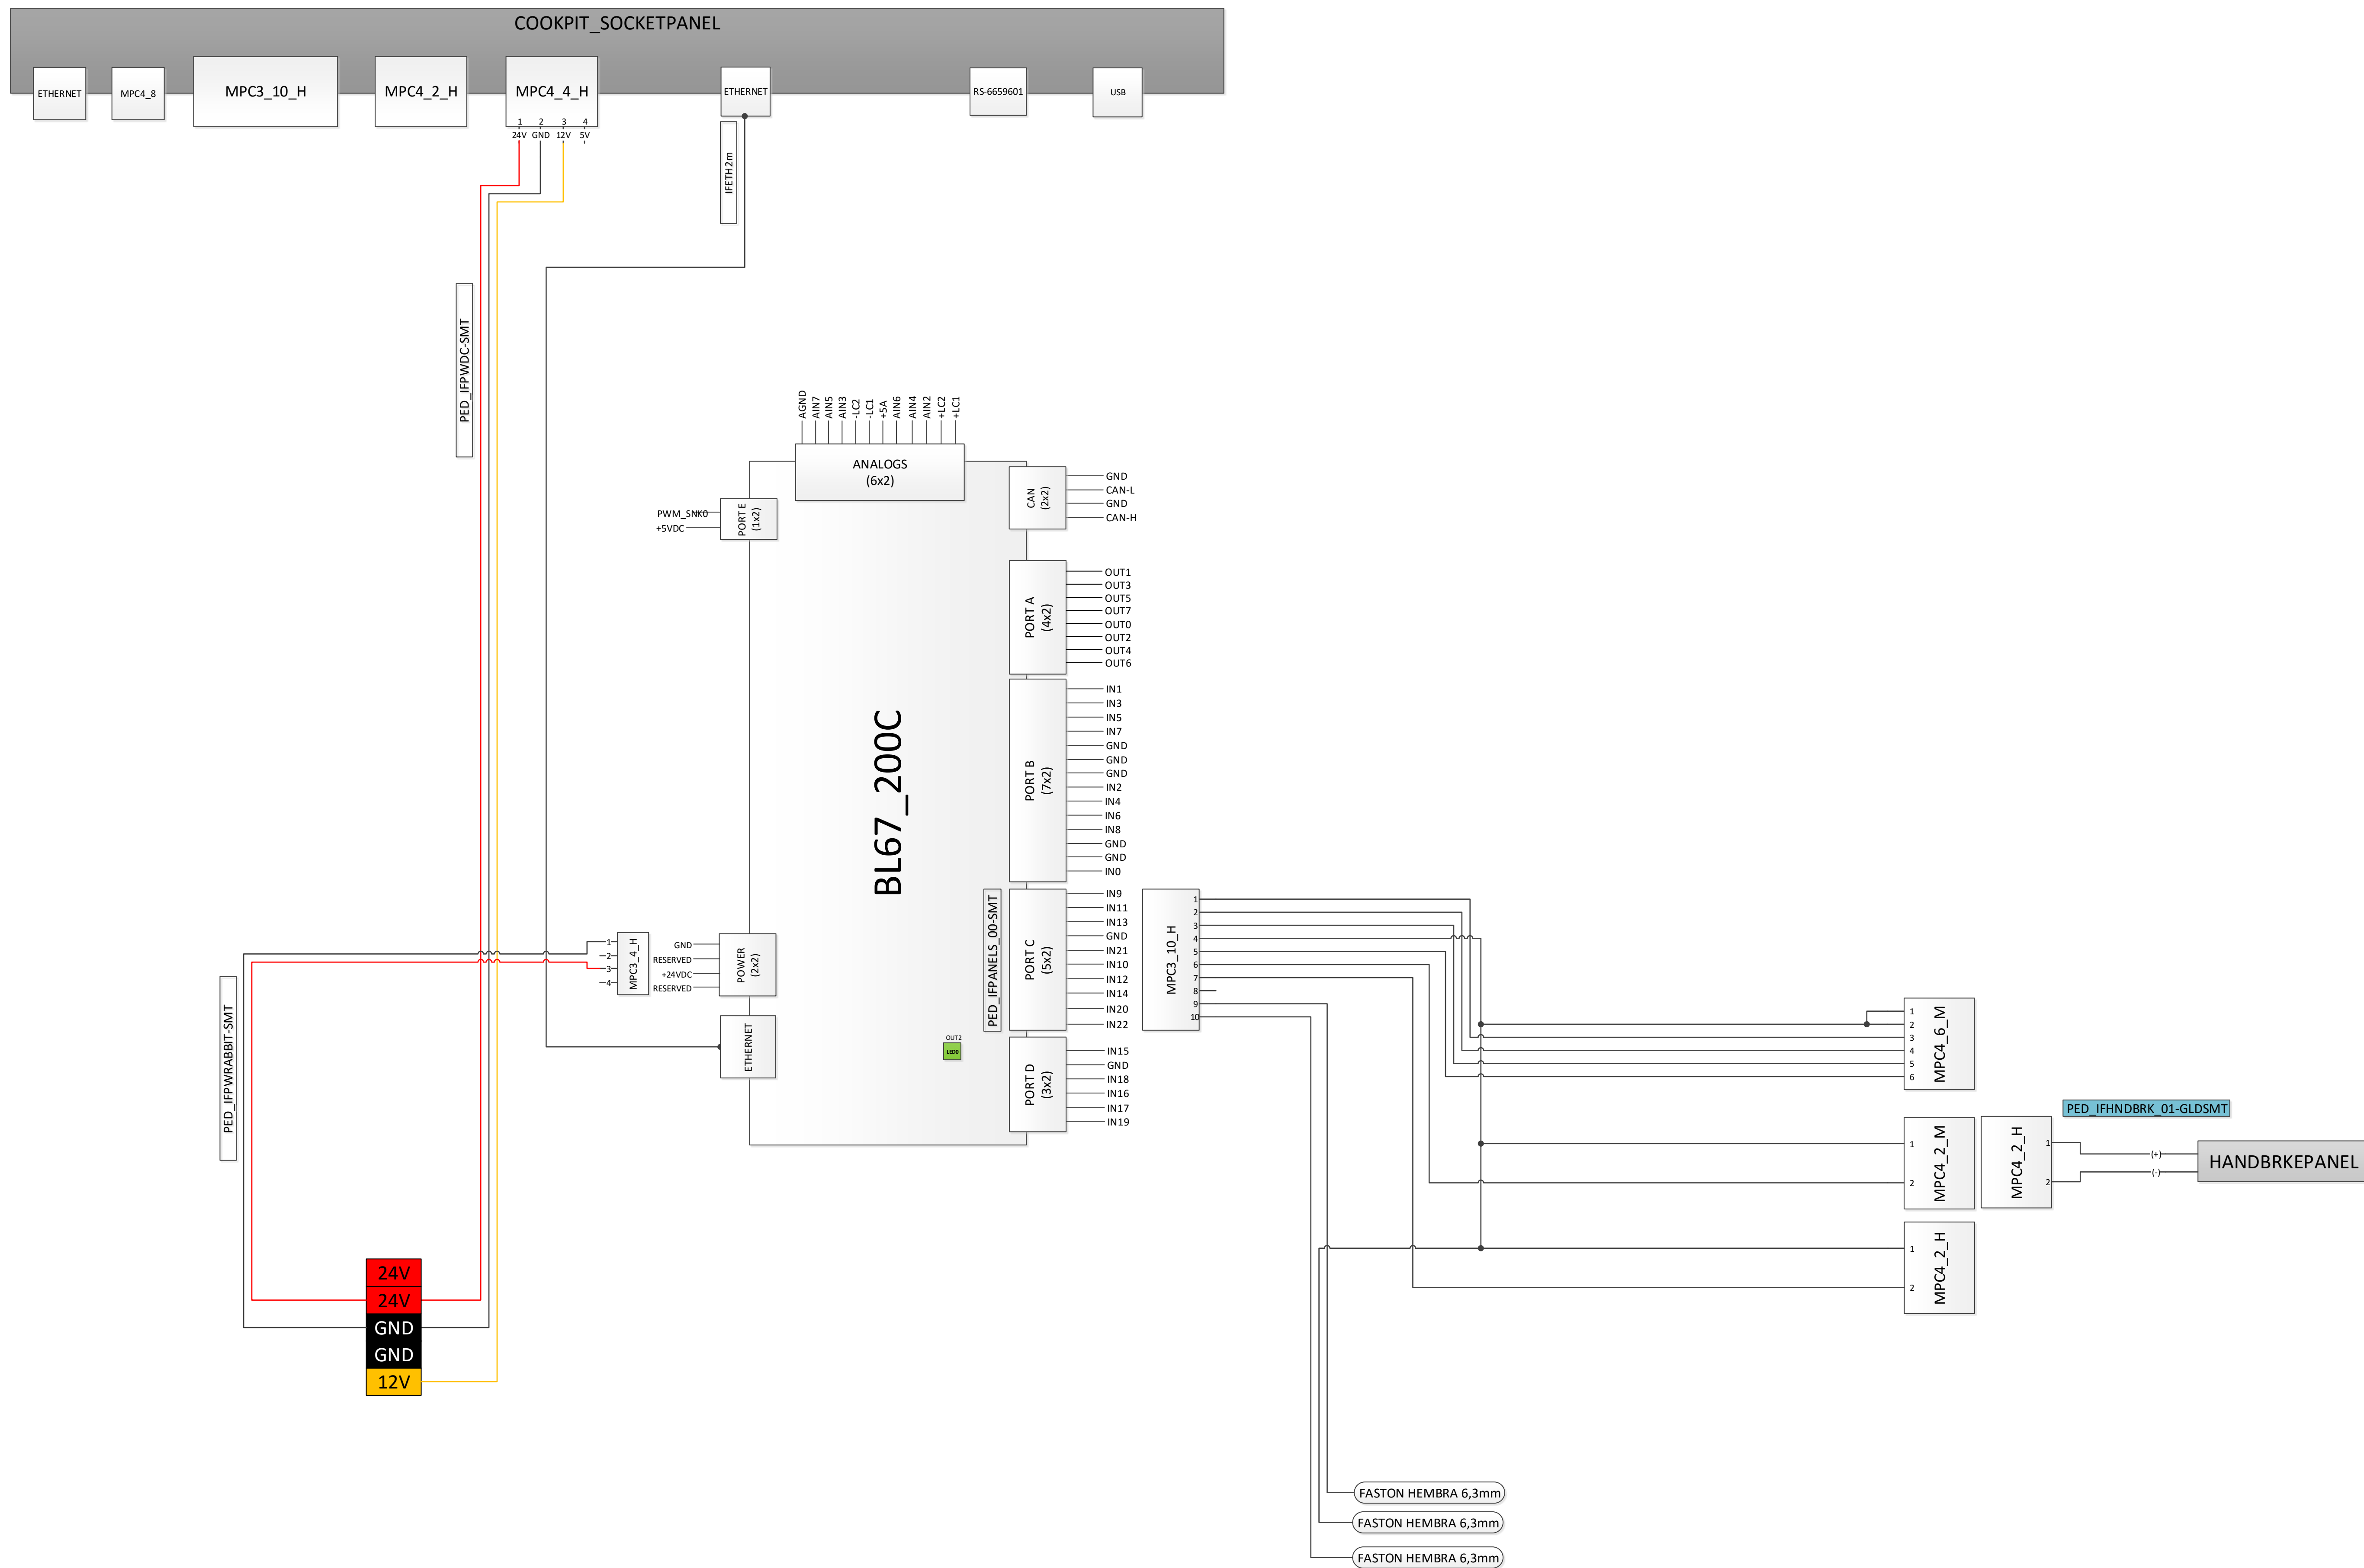 COOKPIT_SOCKETPANEL
ETHERNET
MPC4_8
MPC3_10_H
MPC4_2_H
MPC4_4_H
1 2 3 4
24V GND 12V 5V
ETHERNET
RS-6659601
USB
IFETH2m
PED_IFPWDC-SMT
AGND
AIN7
AIN5
AIN3
-LC2
-LC1
+5A
AIN6
AIN4
AIN2
+LC2
+LC1
ANALOGS
(6x2)
PWM_SNK0
+5VDC
PORT E
(1x2)
CAN
(2x2)
GND
CAN-L
GND
CAN-H
PORT A
(4x2)
OUT1
OUT3
OUT5
OUT7
OUT0
OUT2
OUT4
OUT6
BL67_200C
PORT B
(7x2)
IN1
IN3
IN5
IN7
GND
GND
GND
IN2
IN4
IN6
IN8
GND
GND
IN0
PED_IFPANELS_00-SMT
PORT C
(5x2)
IN9
IN11
IN13
GND
IN21
IN10
IN12
IN14
IN20
IN22
MPC3_10_H
1
2
3
4
5
6
7
8
9
10
1
2
3
4
MPC3_4_H
GND
RESERVED
+24VDC
RESERVED
POWER
(2x2)
ETHERNET
OUT2
LED0
PORT D
(3x2)
IN15
GND
IN18
IN16
IN17
IN19
PED_IFPWRABBIT-SMT
1
2
3
4
5
6
MPC4_6_M
PED_IFHNDBRK_01-GLDSMT
1
2
MPC4_2_M
MPC4_2_H
1
2
(+)
(-)
HANDBRKEPANEL
1
2
MPC4_2_H
24V
24V
GND
GND
12V
FASTON HEMBRA 6,3mm
FASTON HEMBRA 6,3mm
FASTON HEMBRA 6,3mm